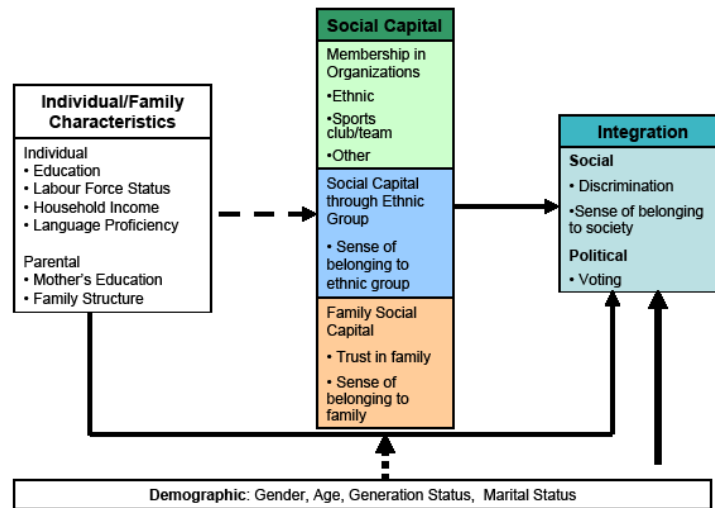 Individual/Family
Characteristics
Individual
• Education
• Labour Force Status
• Household Income
• Language Proficiency
Parental
• Mother's Education
• Family Structure
Social Capital
Membership in
Organizations
•Ethnic
•Sports
club/team
•Other
Social Capital
through Ethnic
Group
• Sense of
belonging to
ethnic group
Family Social
Capital
• Trust in family
• Sense of
belonging to
family
Integration
Social
• Discrimination
•Sense of belonging
to society
Political
• Voting
Demographic: Gender, Age, Generation Status, Marital Status